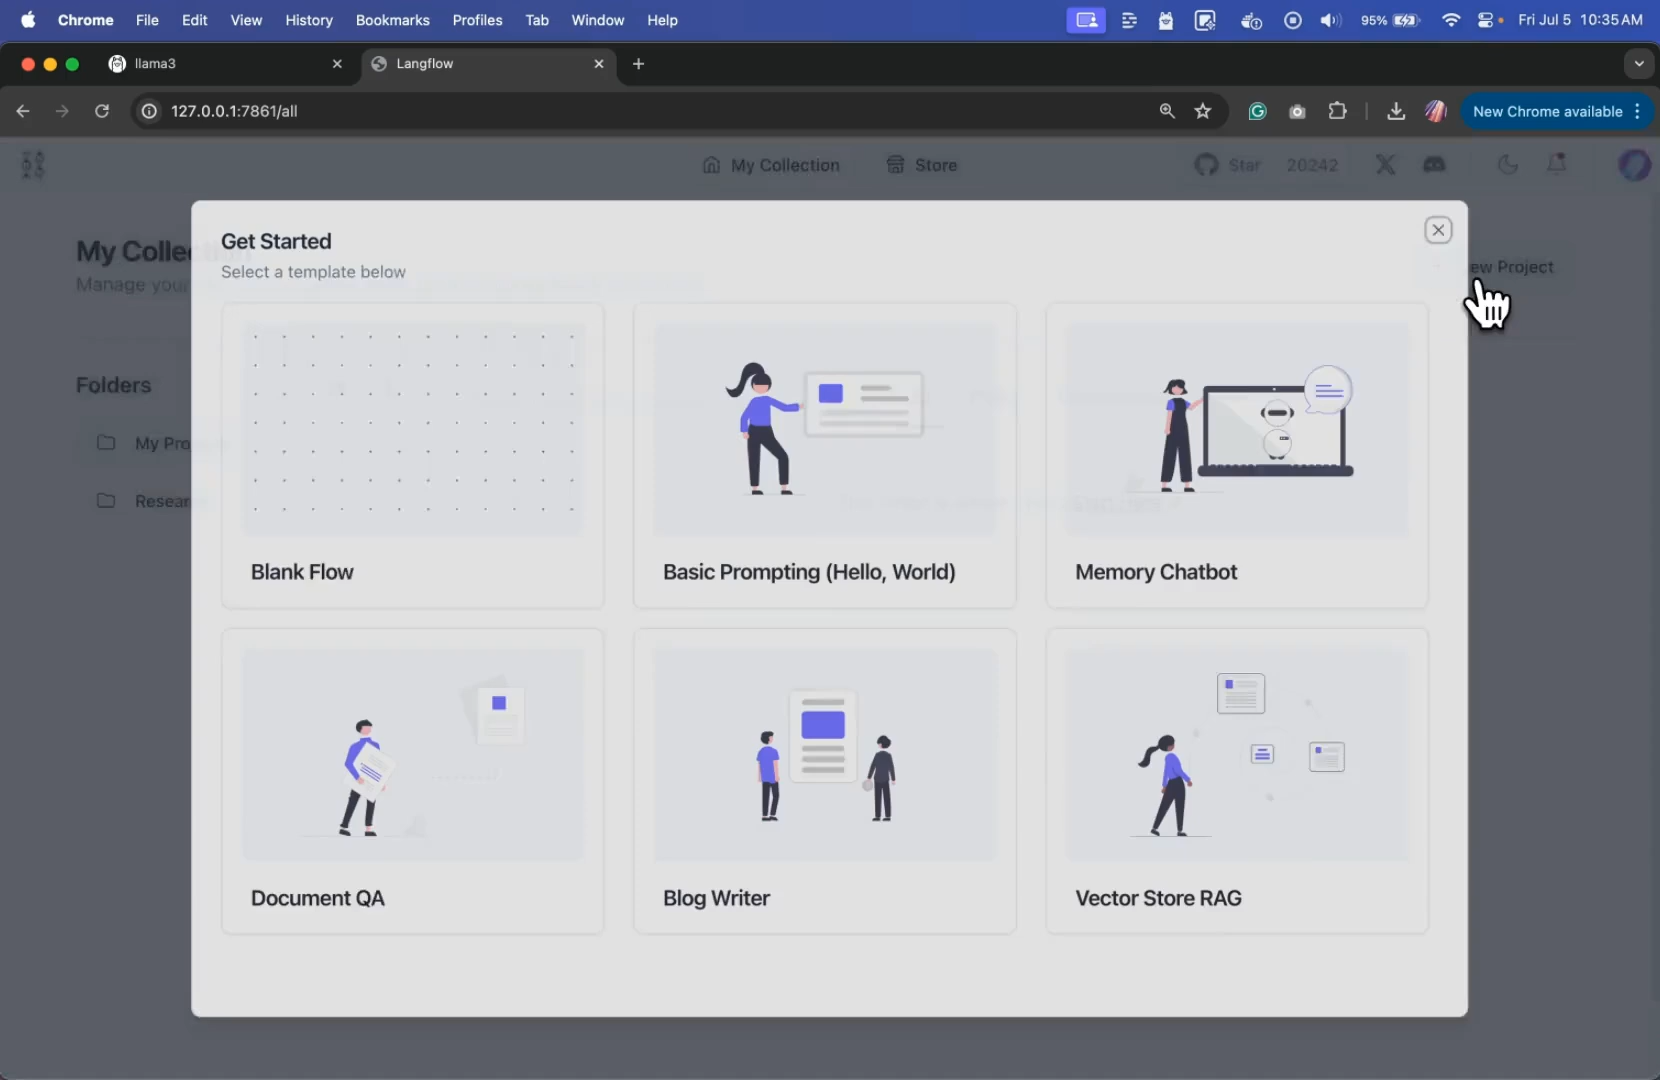 Chrome File Edit View History Bookmarks Profiles Tab Window Help 95% Fri Jul 5 10:35 AM
llama3 Langflow
127.0.0.1:7861/all New Chrome available
My Collection Store Star 20242
Get Started
Select a template below
My Collec
Manage your
ew Project
Folders
My Pro
Resear
Blank Flow Basic Prompting (Hello, World) Memory Chatbot
Document QA Blog Writer Vector Store RAG